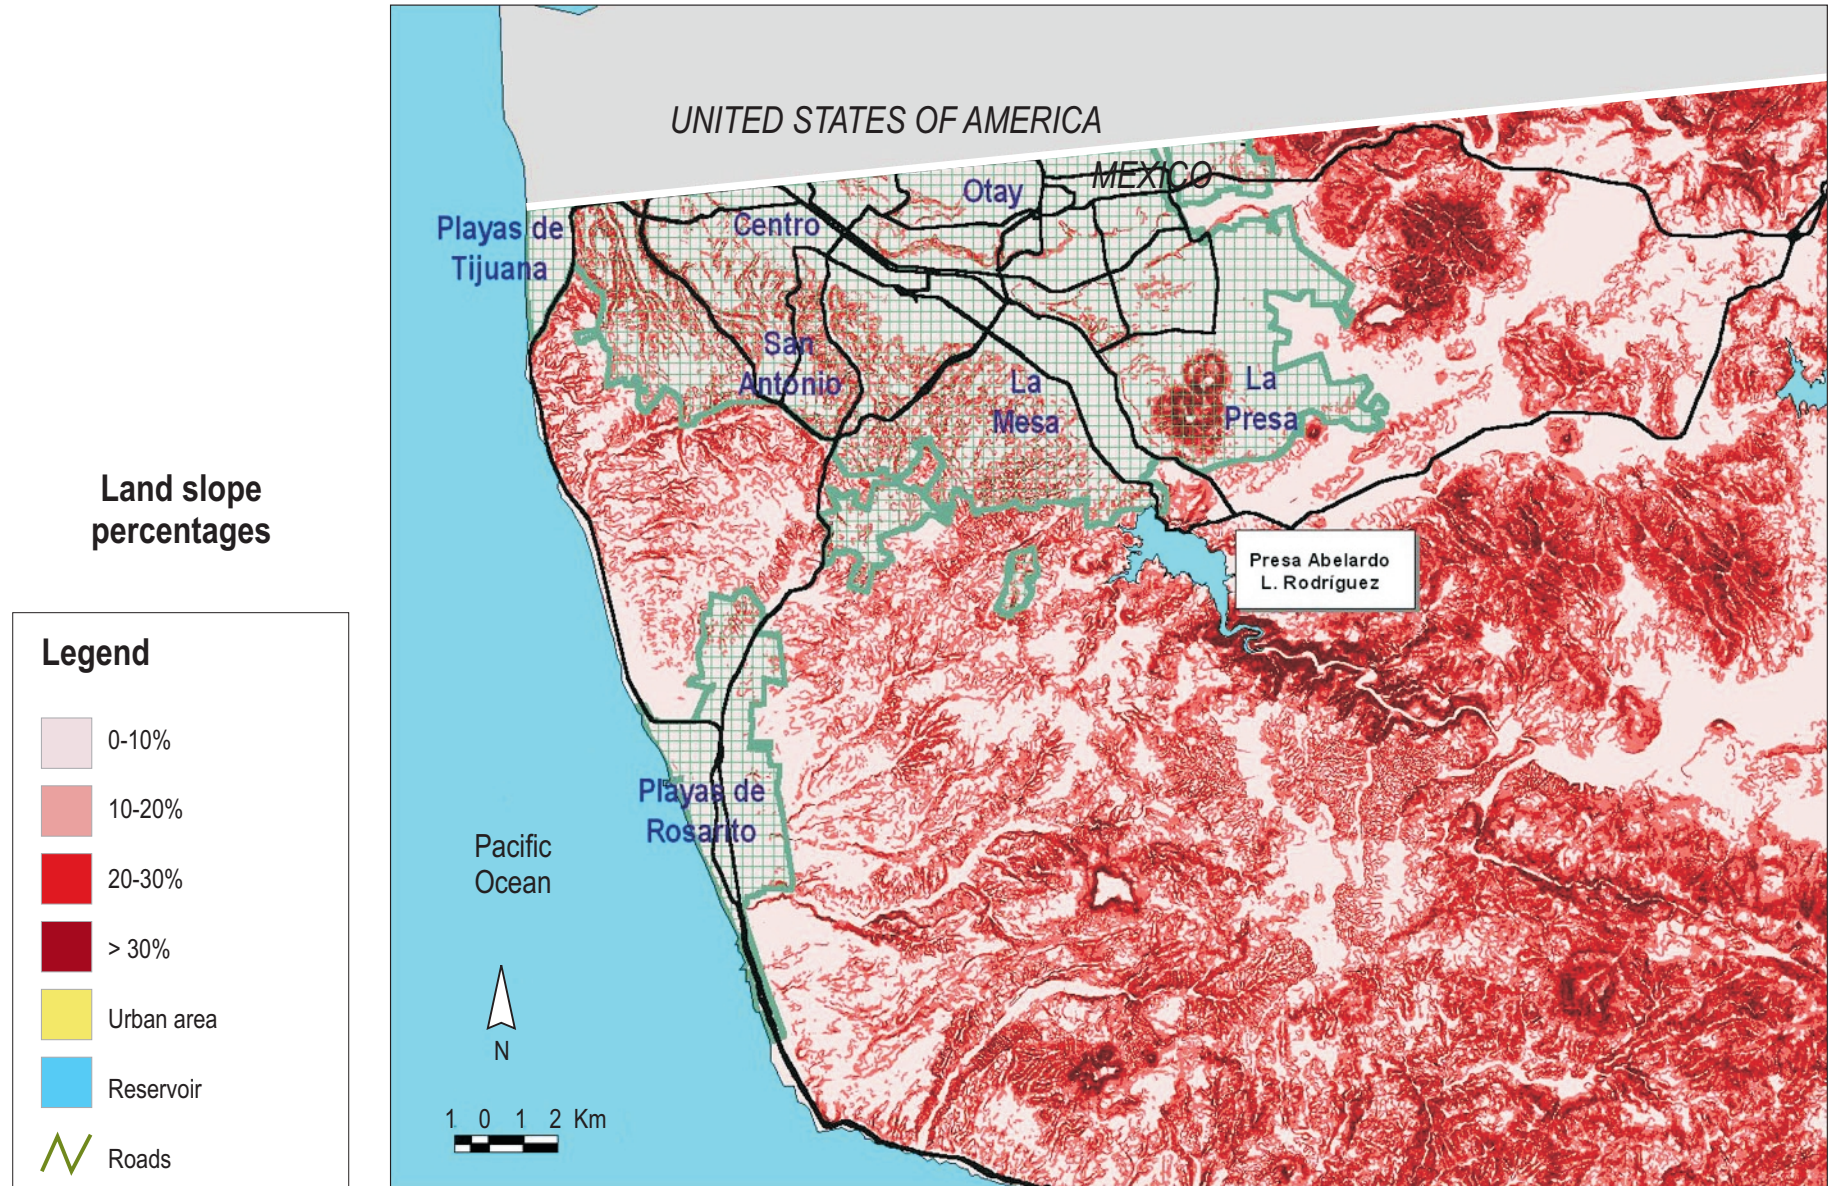 Land slope
percentages
Legend
0-10%
10-20%
20-30%
> 30%
Urban area
Reservoir
Roads
UNITED STATES OF AMERICA
MEXICO
Otay
Centro
Playas de
Tijuana
San
Antonio
La
Mesa
La
Presa
Presa Abelardo
L. Rodríguez
Playas de
Rosarito
Pacific
Ocean
N
1 0 1 2 Km